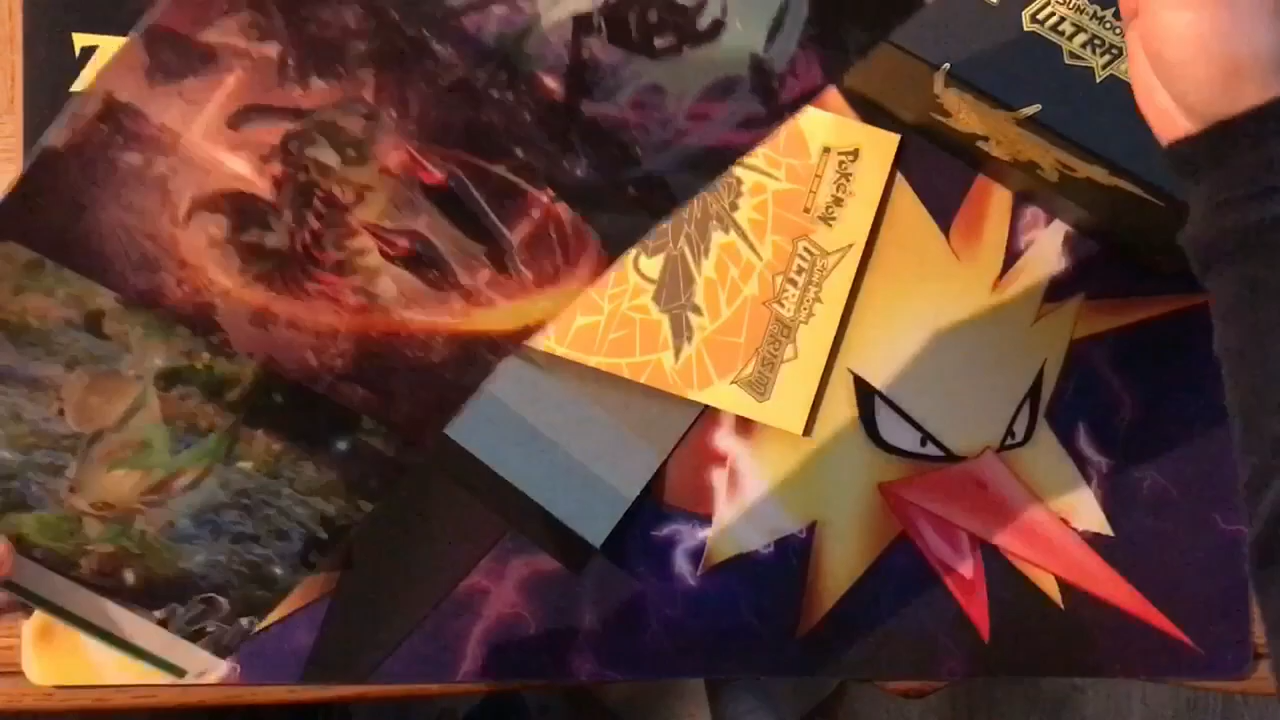 Z
SUN & MOON
ULTRA
POKÉMON
SUN & MOON
ULTRA
PRISM